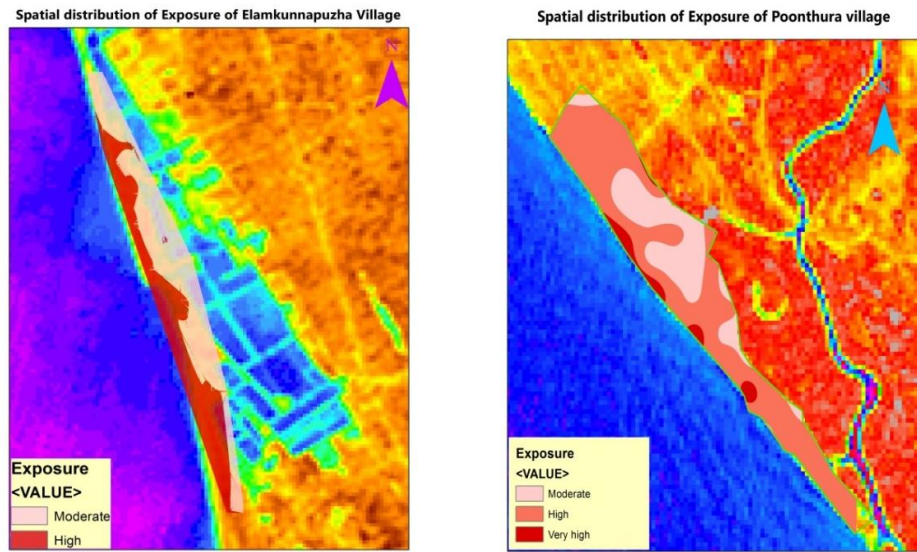 Spatial distribution of Exposure of Elamkunnapuzha Village
N
Exposure
<VALUE>
Moderate
High
Spatial distribution of Exposure of Poonthura village
N
Exposure
<VALUE>
Moderate
High
Very high